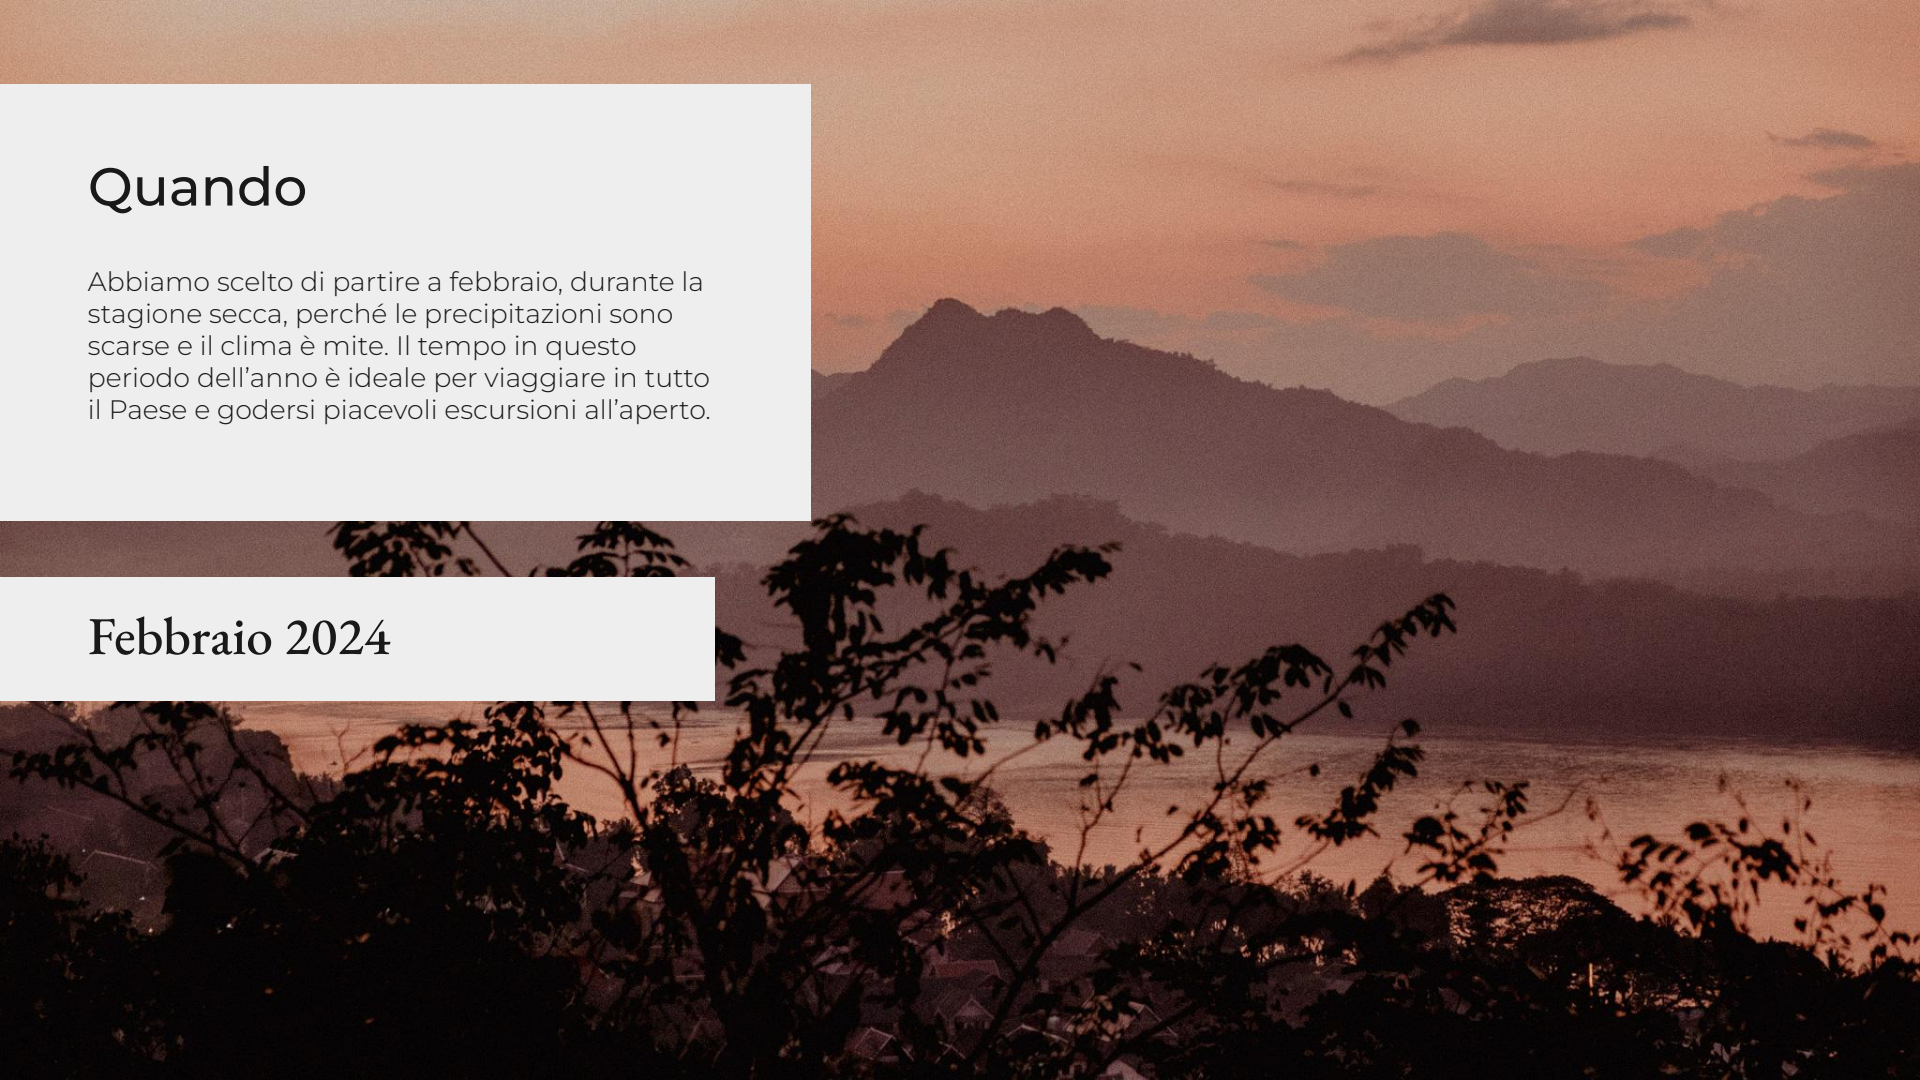 Quando
Abbiamo scelto di partire a febbraio, durante la
stagione secca, perché le precipitazioni sono
scarse e il clima è mite. Il tempo in questo
periodo dell’anno è ideale per viaggiare in tutto
il Paese e godersi piacevoli escursioni all’aperto.
Febbraio 2024